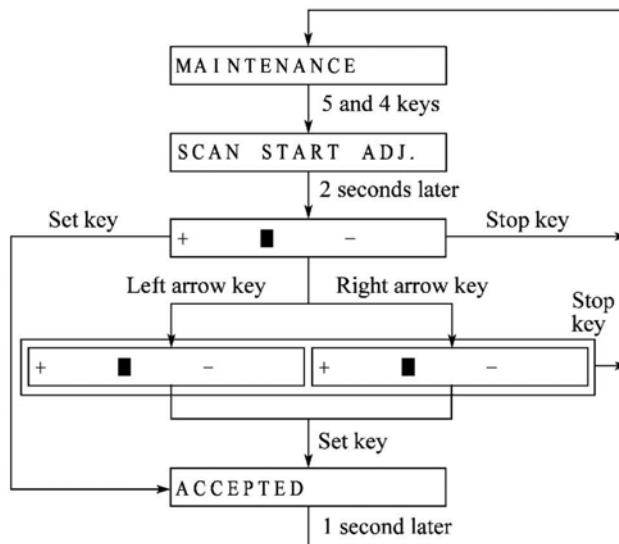 MAINTENANCE
5 and 4 keys
SCAN START ADJ.
2 seconds later
Set key
+ ■ −
Stop key
Left arrow key
Right arrow key
Stop
key
+ ■ −
+ ■ −
Set key
ACCEPTED
1 second later